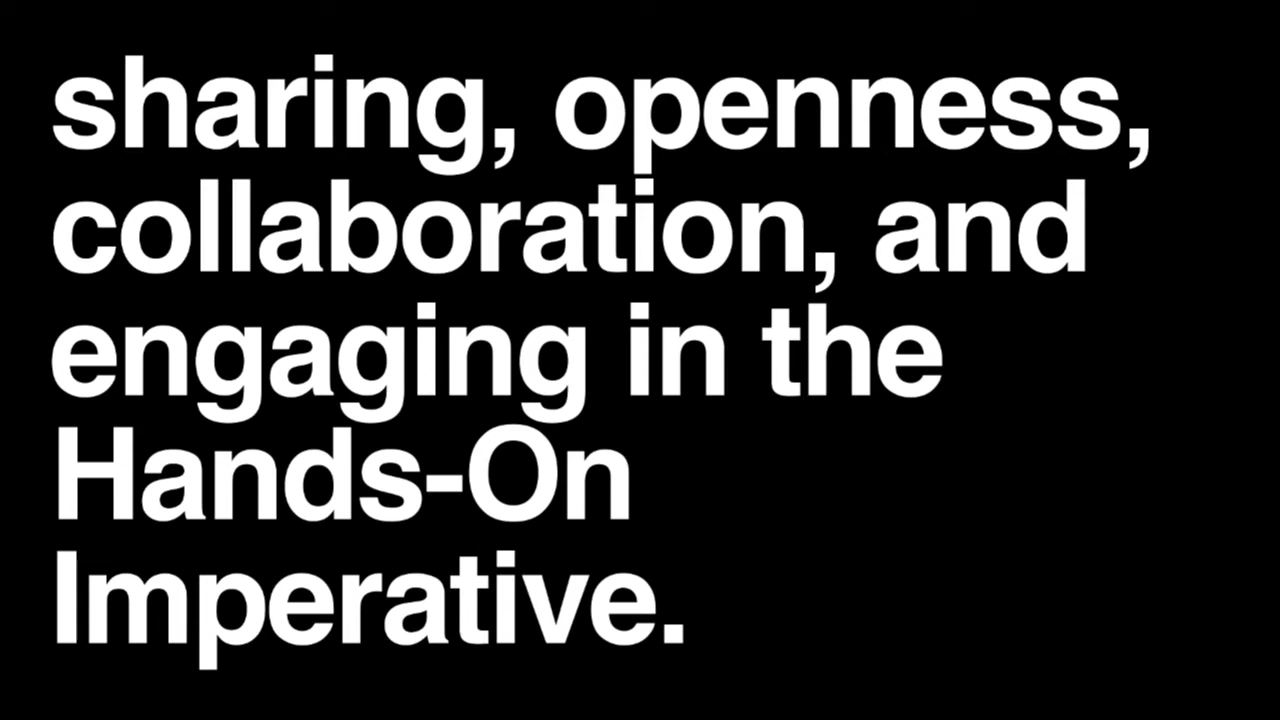 sharing, openness,
collaboration, and
engaging in the
Hands-On
Imperative.